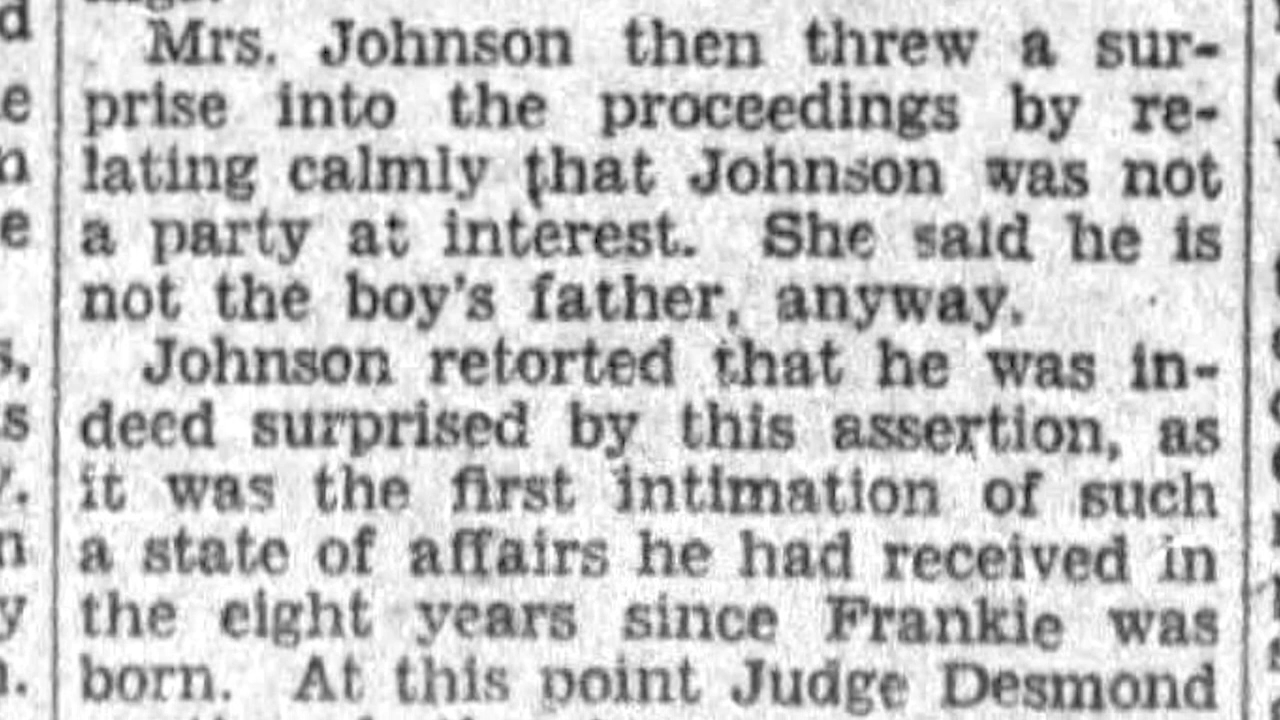 Mrs. Johnson then threw a sur-
prise into the proceedings by re-
lating calmly that Johnson was not
a party at interest. She said he is
not the boy's father, anyway.
Johnson retorted that he was in-
deed surprised by this assertion, as
it was the first intimation of such
a state of affairs he had received in
the eight years since Frankie was
born. At this point Judge Desmond